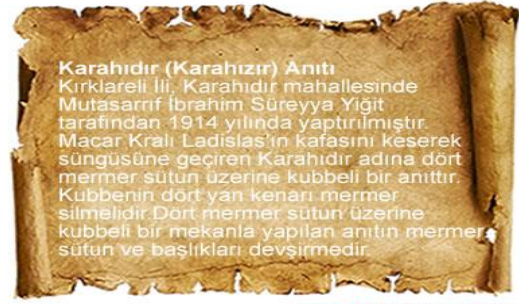 Karahıdır (Karahızır) Anıtı
Kırklareli İli, Karahıdır mahallesinde
Mutasarrıf İbrahim Süreyya Yiğit
tarafından 1914 yılında yaptırılmıştır.
Macar Kralı Ladislas'ın kafasını keserek
süngüsüne geçiren Karahıdır adına dört
mermer sütun üzerine kubbeli bir anıttır.
Kubbenin dört yan kenarı mermer
silmelidir.Dört mermer sütun üzerine
kubbeli bir mekanla yapılan anıtın mermer
sütun ve başlıkları devşirmedir.